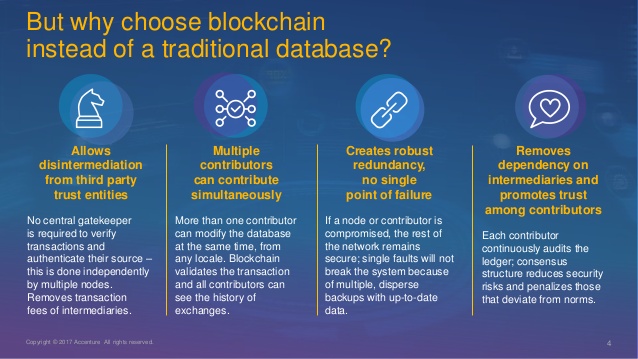 But why choose blockchain
instead of a traditional database?
Allows
disintermediation
from third party
trust entities
No central gatekeeper
is required to verify
transactions and
authenticate their source –
this is done independently
by multiple nodes.
Removes transaction
fees of intermediaries.
Multiple
contributors
can contribute
simultaneously
More than one contributor
can modify the database
at the same time, from
any locale. Blockchain
validates the transaction
and all contributors can
see the history of
exchanges.
Creates robust
redundancy,
no single
point of failure
If a node or contributor is
compromised, the rest of
the network remains
secure; single faults will not
break the system because
of multiple, disperse
backups with up-to-date
data.
Removes
dependency on
intermediaries and
promotes trust
among contributors
Each contributor
continuously audits the
ledger; consensus
structure reduces security
risks and penalizes those
that deviate from norms.
Copyright © 2017 Accenture All rights reserved.
4